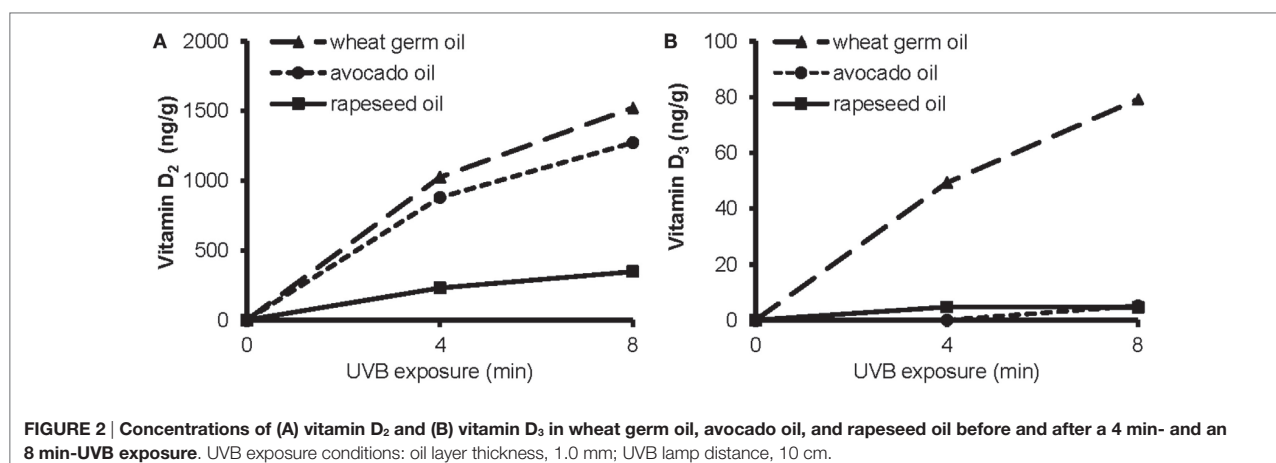 A
2000
1500
1000
500
0
Vitamin D₂ (ng/g)
wheat germ oil
avocado oil
rapeseed oil
0 4 8
UVB exposure (min)
B
100
80
60
40
20
0
Vitamin D₃ (ng/g)
wheat germ oil
avocado oil
rapeseed oil
0 4 8
UVB exposure (min)
FIGURE 2 | Concentrations of (A) vitamin D₂ and (B) vitamin D₃ in wheat germ oil, avocado oil, and rapeseed oil before and after a 4 min- and an
8 min-UVB exposure. UVB exposure conditions: oil layer thickness, 1.0 mm; UVB lamp distance, 10 cm.